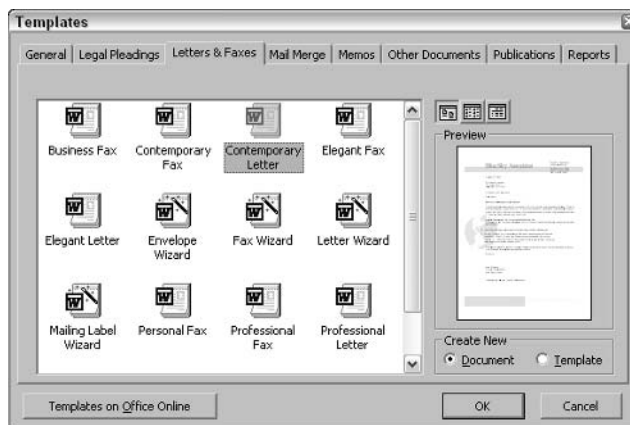 Templates
General
Legal Pleadings
Letters & Faxes
Mail Merge
Memos
Other Documents
Publications
Reports
Business Fax
Contemporary
Fax
Contemporary
Letter
Elegant Fax
Elegant Letter
Envelope
Wizard
Fax Wizard
Letter Wizard
Mailing Label
Wizard
Personal Fax
Professional
Fax
Professional
Letter
Preview
Create New
Document
Template
Templates on Office Online
OK
Cancel